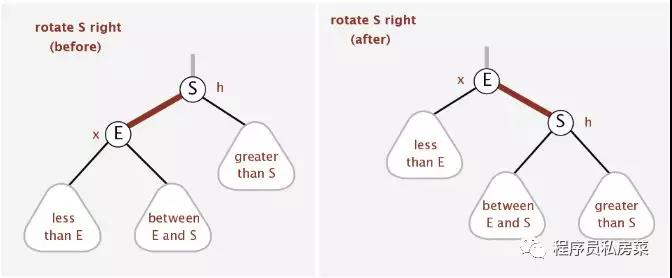 rotate S right
(before)
S
h
x
E
greater
than S
less
than E
between
E and S
rotate S right
(after)
x
E
S
h
less
than E
between
E and S
greater
than S
程序员私房菜